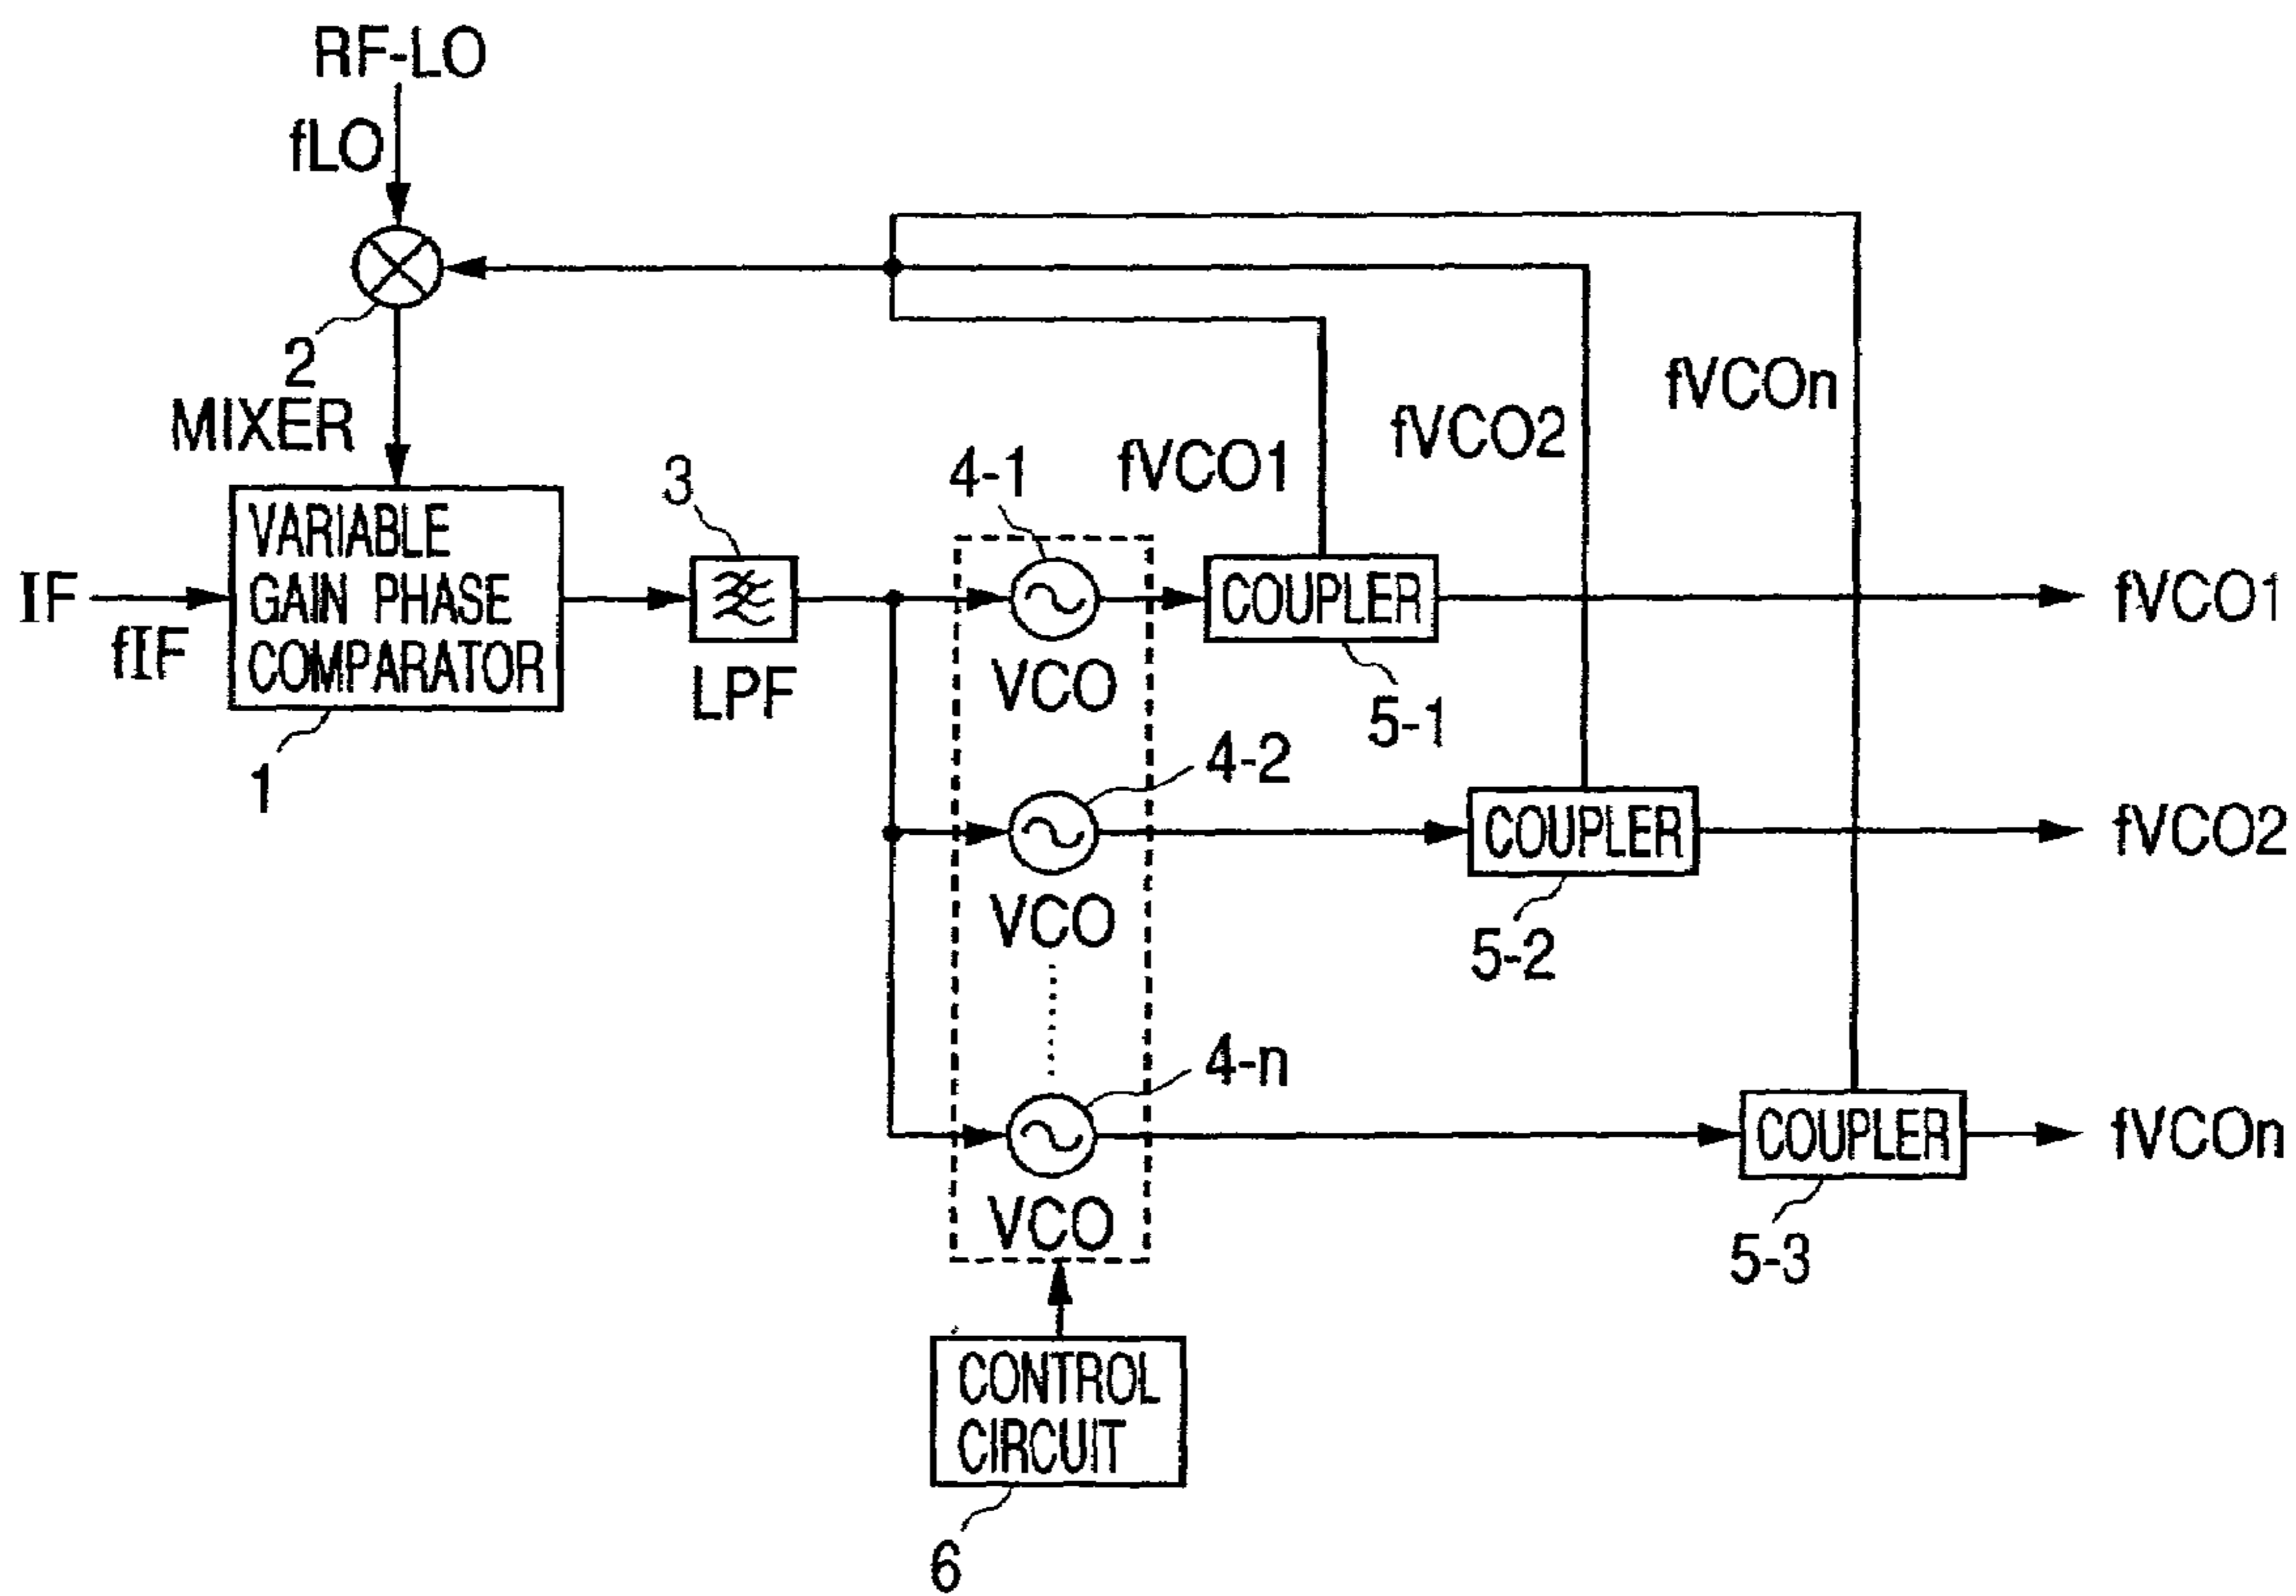 RF-LO
fLO
2
MIXER
fVCOn
fVCO2
fVCO1
4-1
3
VARIABLE
GAIN PHASE
COMPARATOR
IF
fIF
1
LPF
VCO
COUPLER
5-1
fVCO1
4-2
VCO
COUPLER
5-2
fVCO2
4-n
VCO
COUPLER
5-3
fVCOn
CONTROL
CIRCUIT
6